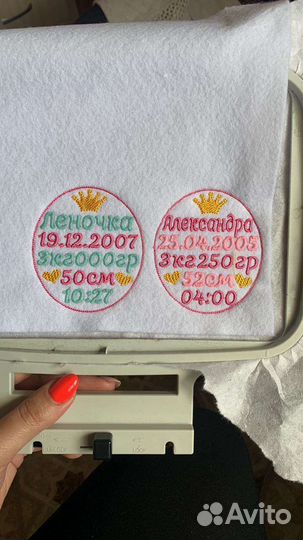 Леночка
19.12.2007
3кг000гр
50см
10:27
Александра
25.04.2005
3кг250гр
52см
04:00
Avito